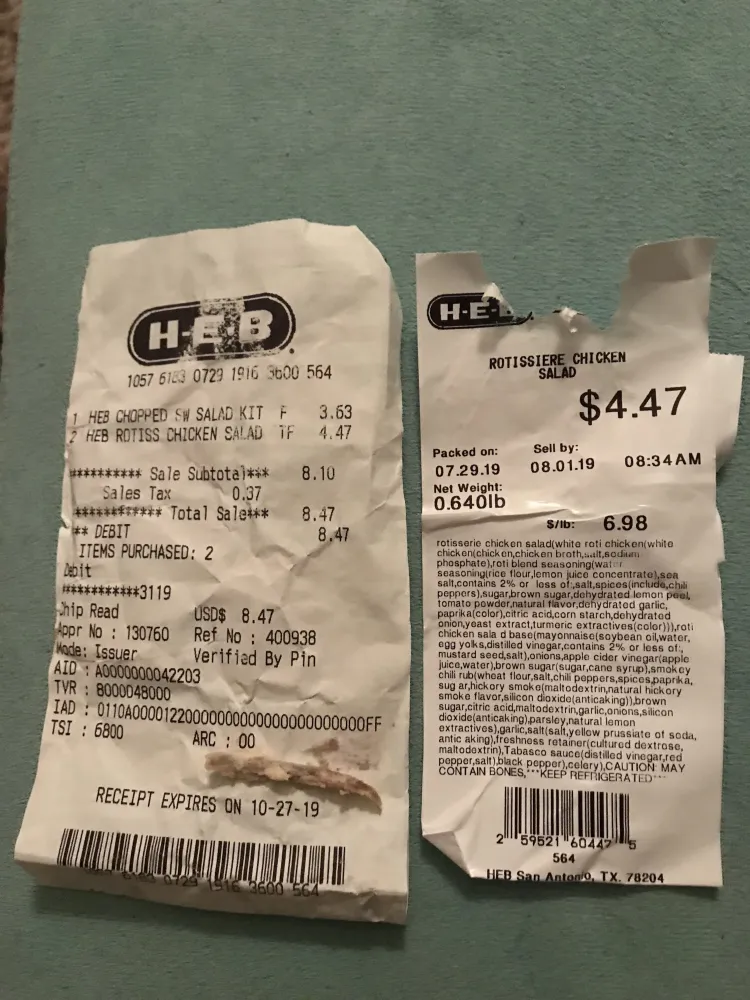 H-E-B
1057 6183 0729 1916 3600 564
1 HEB CHOPPED SW SALAD KIT F 3.63
2 HEB ROTISS CHICKEN SALAD TF 4.47
********** Sale Subtotal*** 8.10
Sales Tax 0.37
************ Total Sale*** 8.47
** DEBIT 8.47
ITEMS PURCHASED: 2
Debit
************3119
Chip Read USD$ 8.47
Appr No : 130760 Ref No : 400938
Mode: Issuer Verified By Pin
AID : A0000000042203
TVR : 8000048000
IAD : 0110A00001220000000000000000000000FF
TSI : 6800 ARC : 00
RECEIPT EXPIRES ON 10-27-19
6183 0729 1916 3600 564
H-E-
ROTISSIERE CHICKEN
SALAD
$4.47
Packed on: Sell by:
07.29.19 08.01.19 08:34AM
Net Weight:
0.640lb
$/lb: 6.98
rotisserie chicken salad(white roti chicken(white
chicken(chicken,chicken broth,salt,sodium
phosphate),roti blend seasoning(water
seasoning(rice flour,lemon juice concentrate),sea
salt,contains 2% or less of:,salt,spices(include,chili
peppers),sugar,brown sugar,dehydrated lemon peel,
tomato powder,natural flavor,dehydrated garlic,
paprika(color),citric acid,corn starch,dehydrated
onion,yeast extract,turmeric extractives(color))),roti
chicken sala d base(mayonnaise(soybean oil,water,
egg yolks,distilled vinegar,contains 2% or less of:,
mustard seed,salt),onions,apple cider vinegar(apple
juice,water),brown sugar(sugar,cane syrup),smokey
chili rub(wheat flour,salt,chili peppers,spices,paprika,
sug ar,hickory smoke(maltodextrin,natural hickory
smoke flavor,silicon dioxide(anticaking)),brown
sugar,citric acid,maltodextrin,garlic,onions,silicon
dioxide(anticaking),parsley,natural lemon
extractives),garlic,salt(salt,yellow prussiate of soda,
antic aking),freshness retainer(cultured dextrose,
maltodextrin),Tabasco sauce(distilled vinegar,red
pepper,salt),black pepper),celery),CAUTION: MAY
CONTAIN BONES,***KEEP REFRIGERATED***
2 59521 60447 5
564
HEB San Antonio, TX. 78204